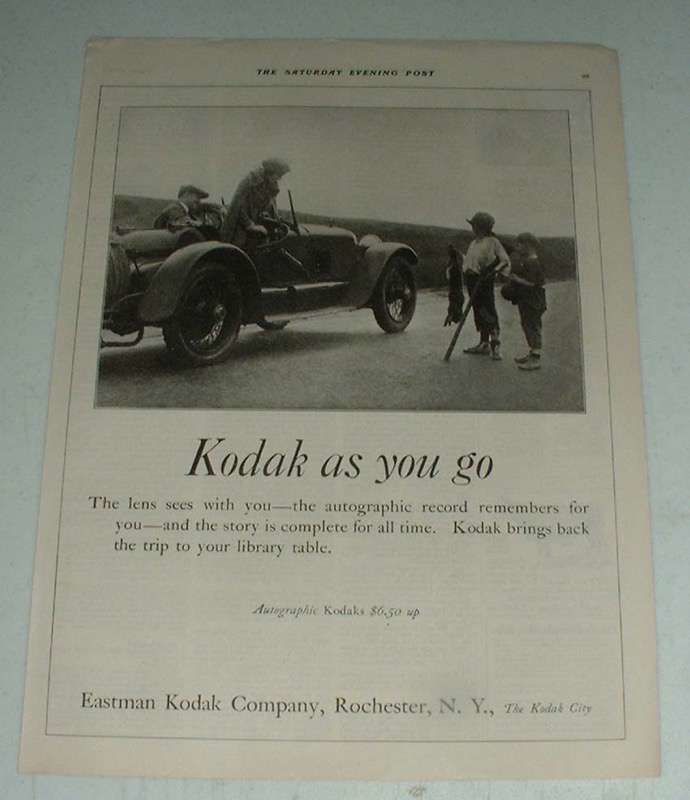 THE SATURDAY EVENING POST
Kodak as you go
The lens sees with you—the autographic record remembers for
you—and the story is complete for all time. Kodak brings back
the trip to your library table.
Autographic Kodaks $6.50 up
Eastman Kodak Company, Rochester, N. Y., The Kodak City